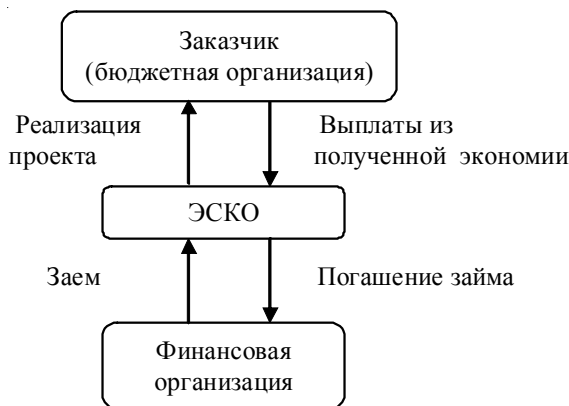 Заказчик
(бюджетная организация)
Реализация
проекта
Выплаты из
полученной экономии
ЭСКО
Заем
Погашение займа
Финансовая
организация